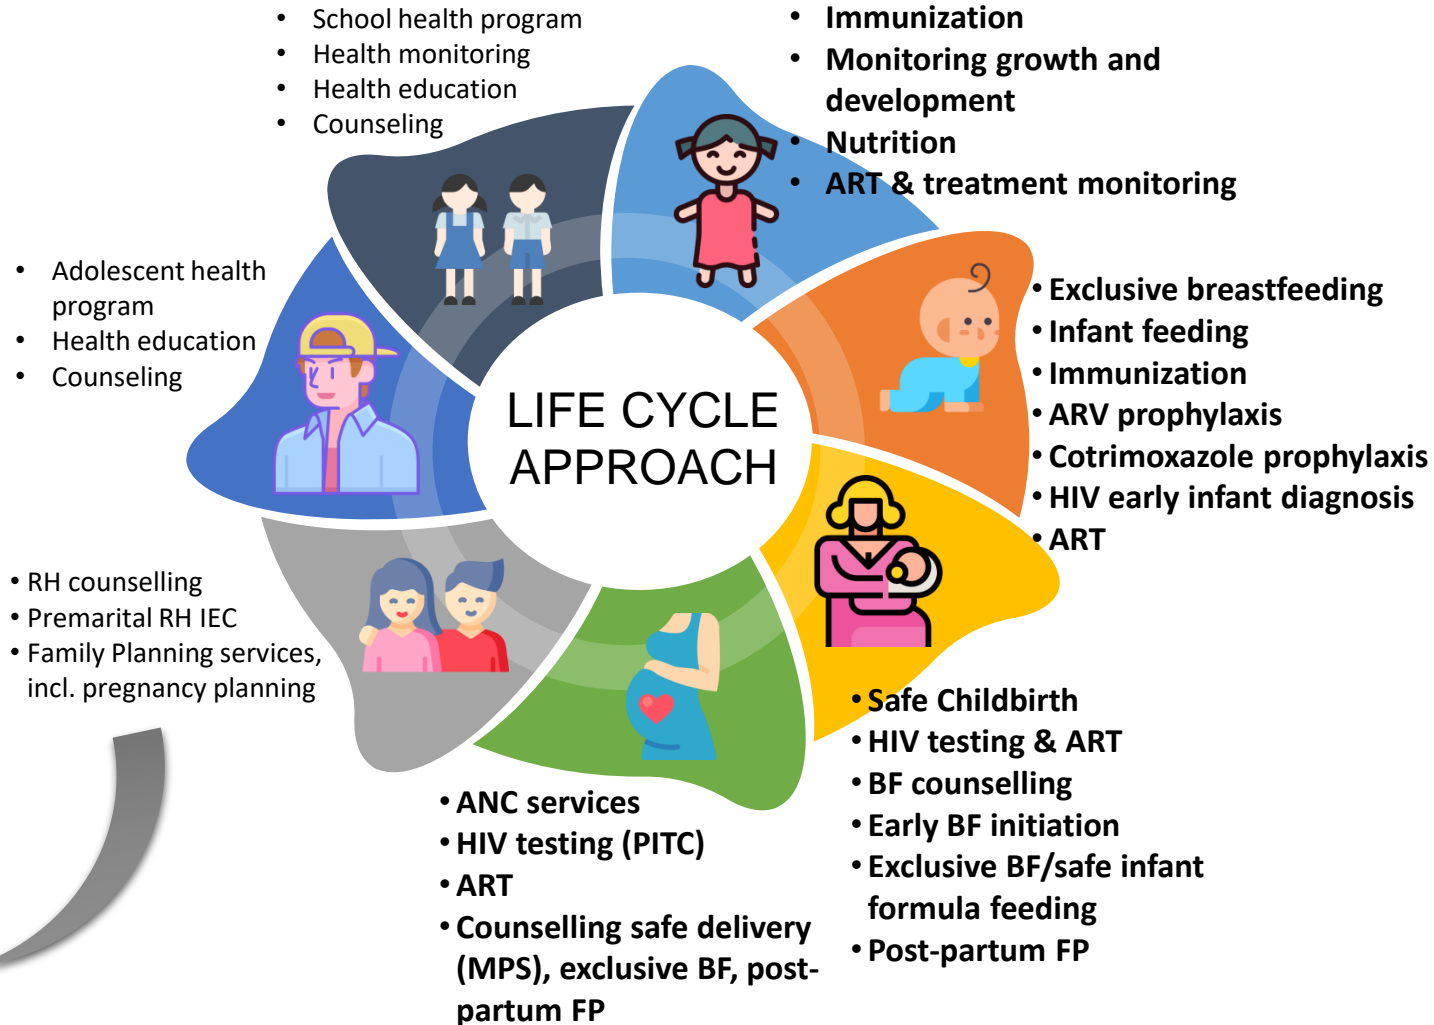 • School health program
• Health monitoring
• Health education
• Counseling
• Immunization
• Monitoring growth and
development
• Nutrition
• ART & treatment monitoring
• Adolescent health
program
• Health education
• Counseling
LIFE CYCLE
APPROACH
• Exclusive breastfeeding
• Infant feeding
• Immunization
• ARV prophylaxis
• Cotrimoxazole prophylaxis
• HIV early infant diagnosis
• ART
• RH counselling
• Premarital RH IEC
• Family Planning services,
incl. pregnancy planning
• ANC services
• HIV testing (PITC)
• ART
• Counselling safe delivery
(MPS), exclusive BF, post-
partum FP
• Safe Childbirth
• HIV testing & ART
• BF counselling
• Early BF initiation
• Exclusive BF/safe infant
formula feeding
• Post-partum FP